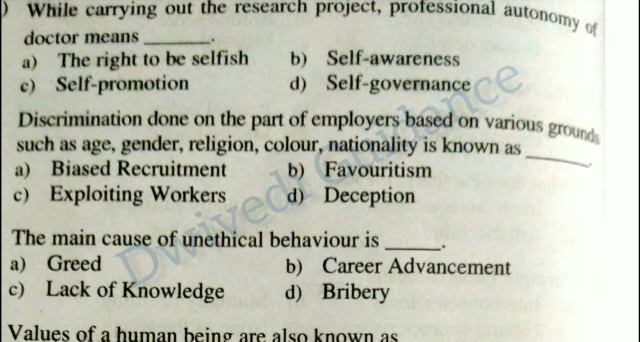 ) While carrying out the research project, professional autonomy of
doctor means ______.
a) The right to be selfish b) Self-awareness
c) Self-promotion d) Self-governance
Discrimination done on the part of employers based on various grounds
such as age, gender, religion, colour, nationality is known as ______.
a) Biased Recruitment b) Favouritism
c) Exploiting Workers d) Deception
The main cause of unethical behaviour is ______.
a) Greed b) Career Advancement
c) Lack of Knowledge d) Bribery
Values of a human being are also known as
Dwivedi Guidance